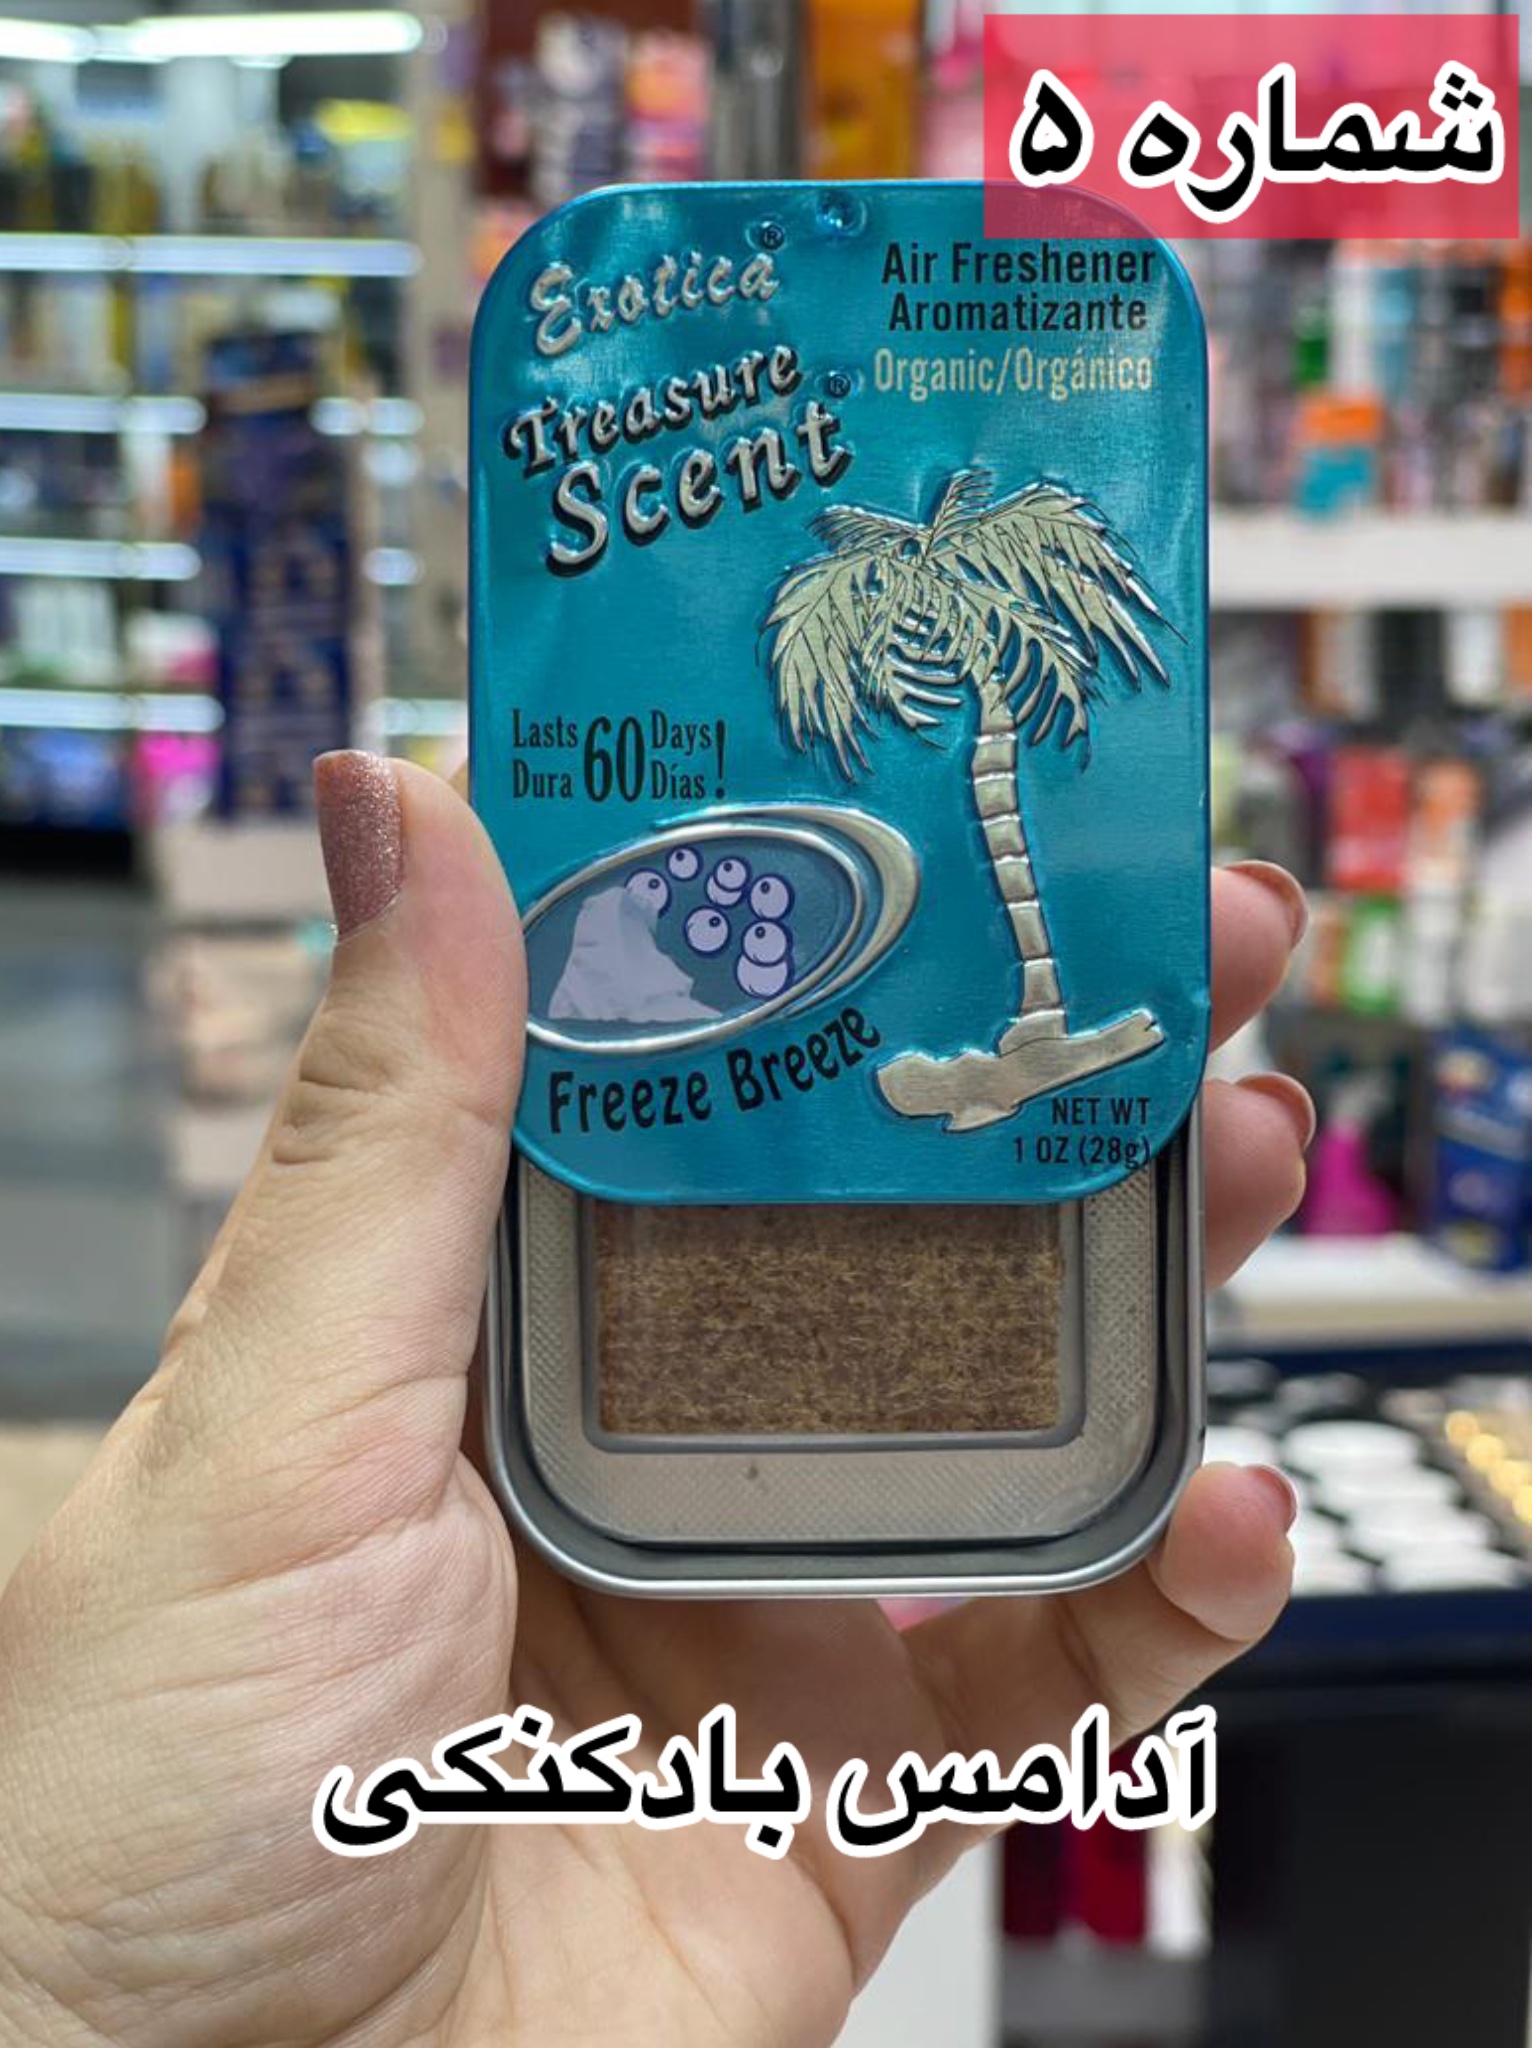 شماره ۵
Exotica®
Air Freshener
Aromatizante
Organic/Orgánico
Treasure
Scent®
Lasts 60 Days!
Dura 60 Días!
Freeze Breeze
NET WT
1 OZ (28g)
آدامس بادکنکی